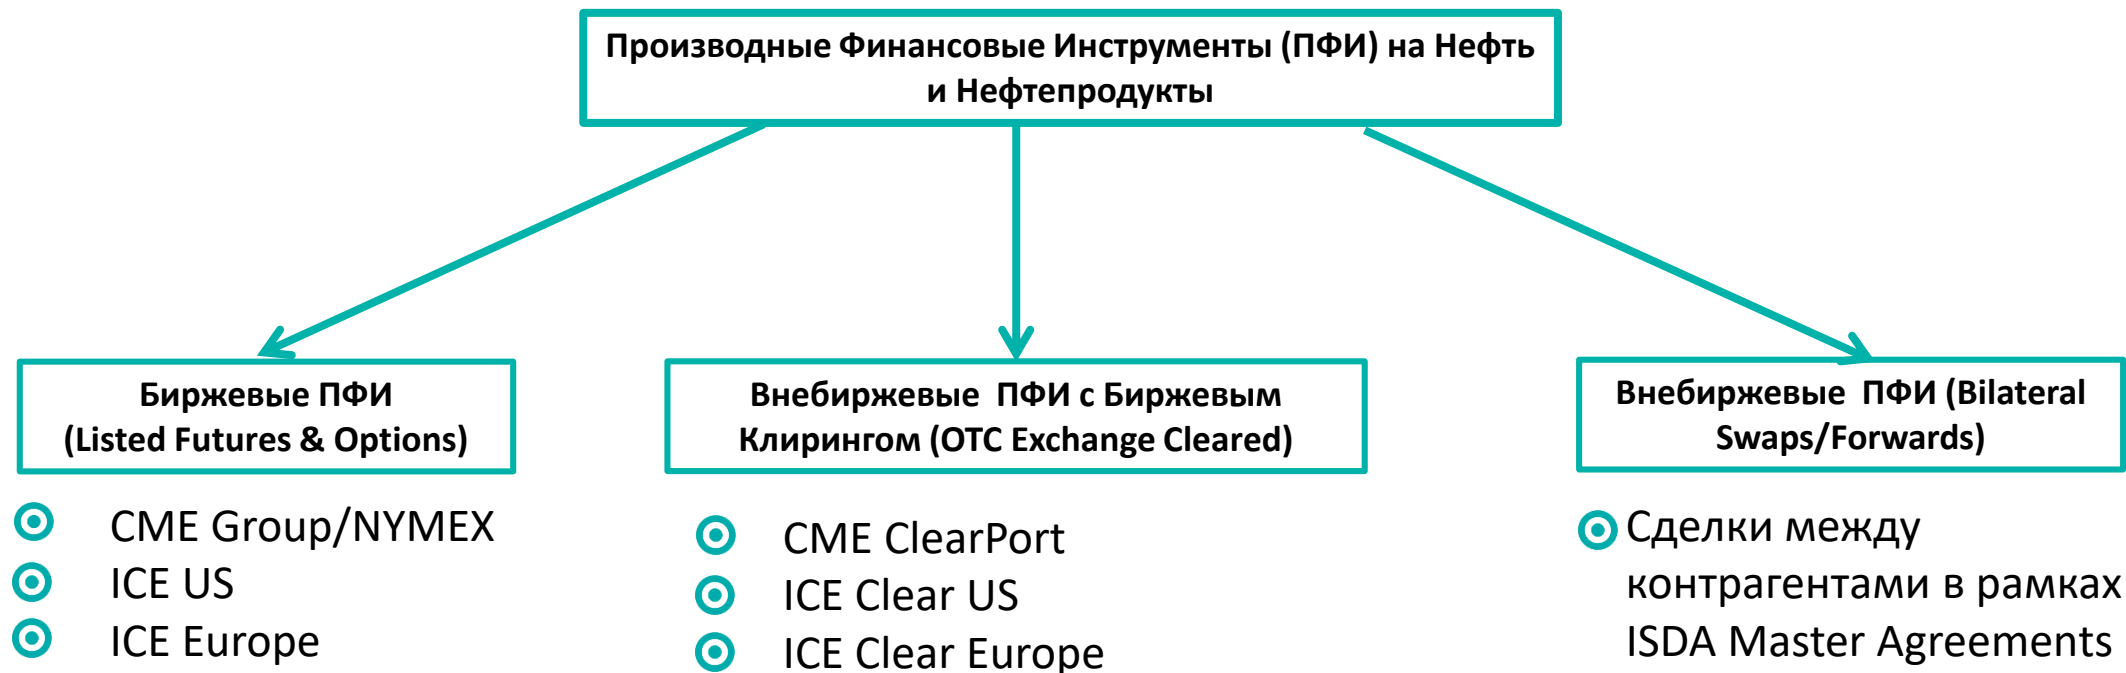 Производные Финансовые Инструменты (ПФИ) на Нефть
и Нефтепродукты
Биржевые ПФИ
(Listed Futures & Options)
CME Group/NYMEX
ICE US
ICE Europe
Внебиржевые ПФИ с Биржевым
Клирингом (OTC Exchange Cleared)
CME ClearPort
ICE Clear US
ICE Clear Europe
Внебиржевые ПФИ (Bilateral
Swaps/Forwards)
Сделки между
контрагентами в рамках
ISDA Master Agreements